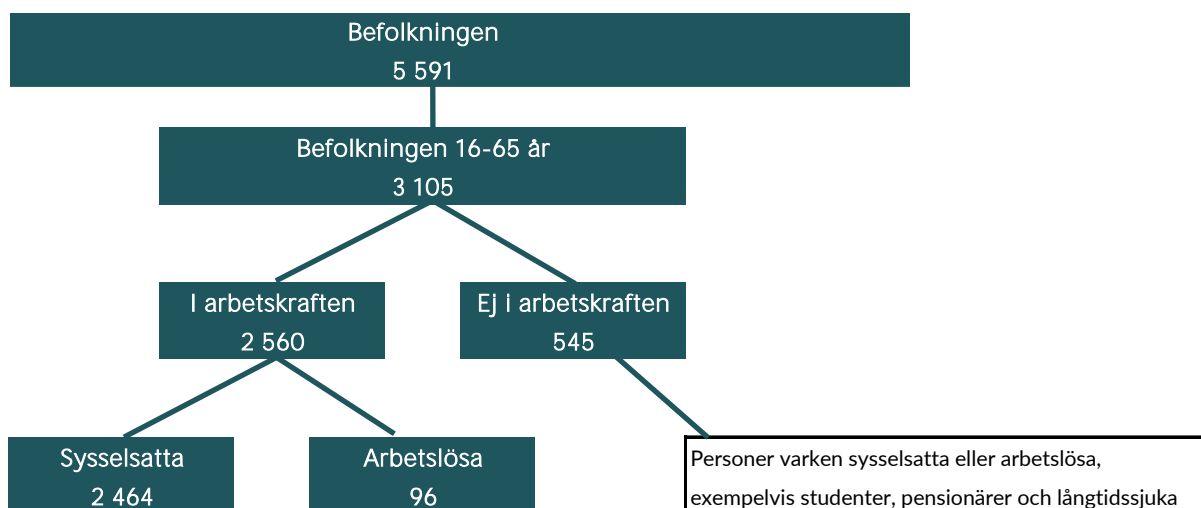 Befolkningen
5 591
Befolkningen 16-65 år
3 105
I arbetskraften
2 560
Ej i arbetskraften
545
Sysselsatta
2 464
Arbetslösa
96
Personer varken sysselsatta eller arbetslösa,
exempelvis studenter, pensionärer och långtidssjuka